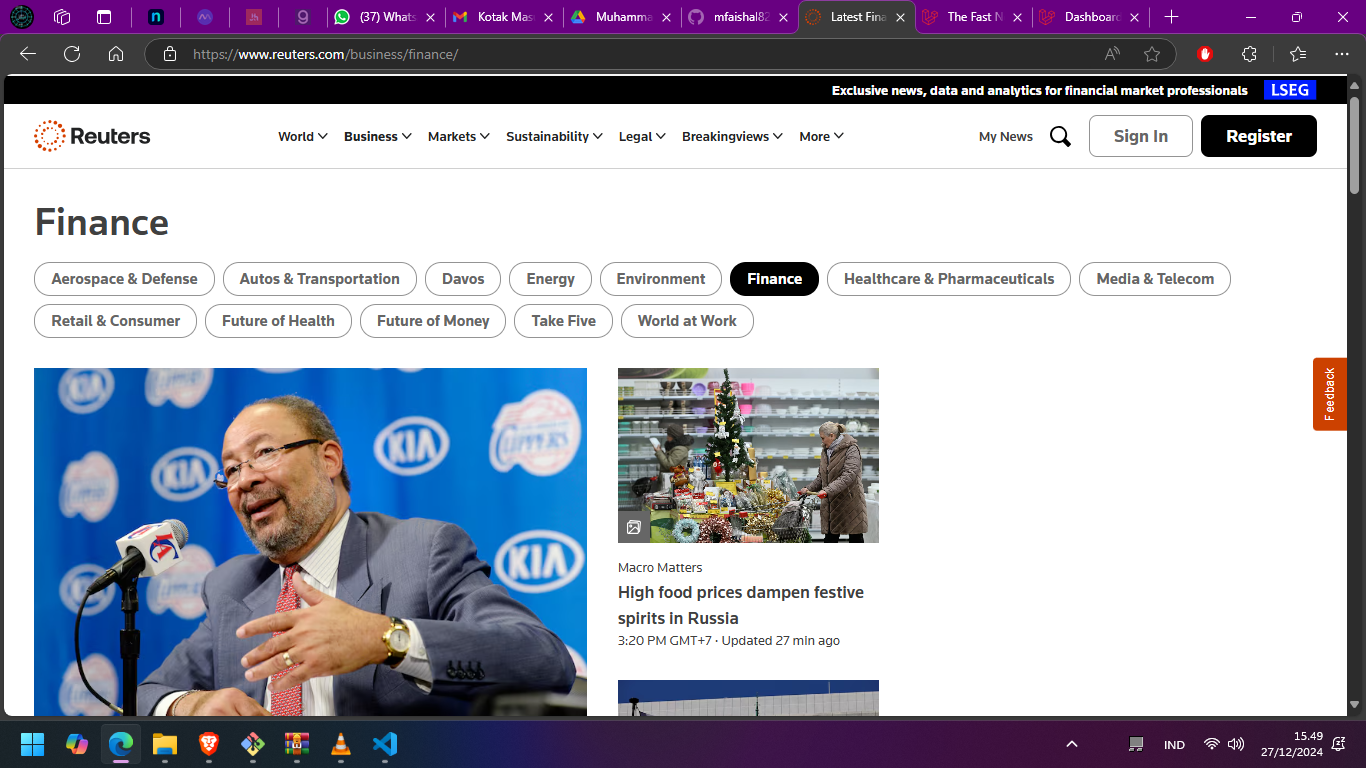 (37) Whats
Kotak Mas
Muhamma
mfaishal82
Latest Fina
The Fast N
Dashboard
https://www.reuters.com/business/finance/
Exclusive news, data and analytics for financial market professionals LSEG
Reuters
World Business Markets Sustainability Legal Breakingviews More
My News Sign In Register
Finance
Aerospace & Defense Autos & Transportation Davos Energy Environment Finance Healthcare & Pharmaceuticals Media & Telecom
Retail & Consumer Future of Health Future of Money Take Five World at Work
Feedback
KIA
CLIPPERS
KIA
KIA
Macro Matters
High food prices dampen festive
spirits in Russia
3:20 PM GMT+7 · Updated 27 min ago
IND
15.49
27/12/2024